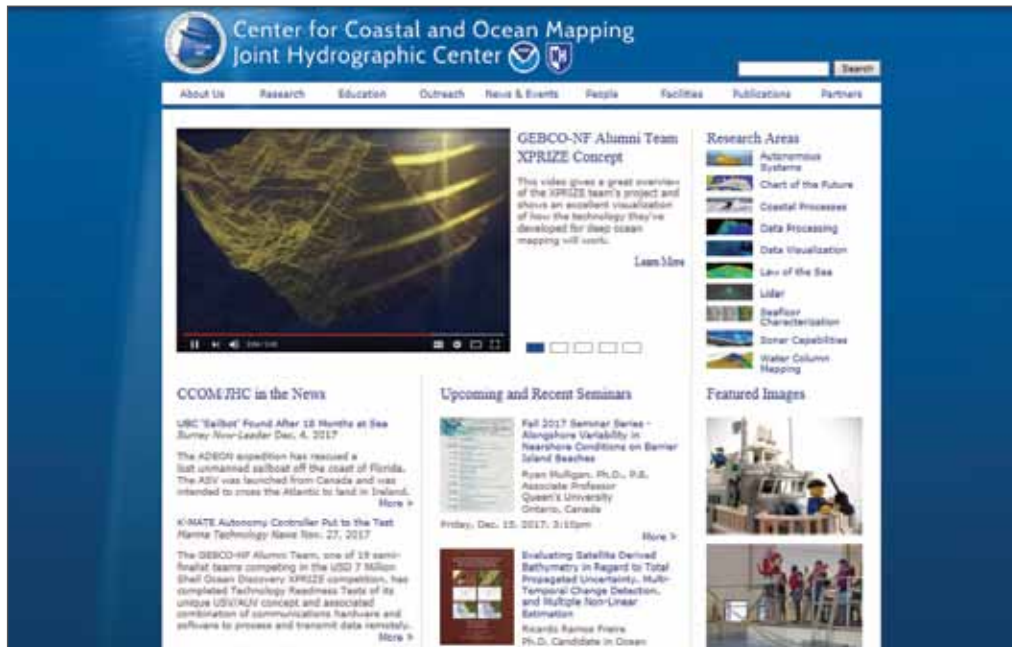 Center for Coastal and Ocean Mapping
Joint Hydrographic Center
Search
About Us Research Education Outreach News & Events People Facilities Publications Partners
GEBCO-NF Alumni Team
XPRIZE Concept
This video gives a great overview
of the XPRIZE team's project and
shows an excellent visualization
of how the technology they've
developed for deep ocean
mapping will work.
Learn More
Research Areas
Autonomous
Systems
Chart of the Future
Coastal Processes
Data Processing
Data Visualization
Law of the Sea
Lidar
Seafloor
Characterization
Sonar Capabilities
Water Column
Mapping
CCOM/JHC in the News
UBC 'Sailbot' Found After 18 Months at Sea
Surrey Now-Leader Dec. 4, 2017
The ADEON expedition has rescued a
lost unmanned sailboat off the coast of Florida.
The ASV was launched from Canada and was
intended to cross the Atlantic to land in Ireland.
More »
K-MATE Autonomy Controller Put to the Test
Marine Technology News Nov. 27, 2017
The GEBCO-NF Alumni Team, one of 19 semi-
finalist teams competing in the USD 7 Million
Shell Ocean Discovery XPRIZE competition, has
completed Technology Readiness Tests of its
unique USV/AUV concept and associated
combination of communications hardware and
software to process and transmit data remotely.
More »
Upcoming and Recent Seminars
Fall 2017 Seminar Series -
Alongshore Variability in
Nearshore Conditions on Barrier
Island Beaches
Ryan Mulligan, Ph.D., P.E.
Associate Professor
Queen's University
Ontario, Canada
Friday, Dec. 15, 2017, 3:10pm
More »
Evaluating Satellite Derived
Bathymetry in Regard to Total
Propagated Uncertainty, Multi-
Temporal Change Detection,
and Multiple Non-Linear
Estimation
Ricardo Ramos Freire
Ph.D. Candidate in Ocean
Featured Images